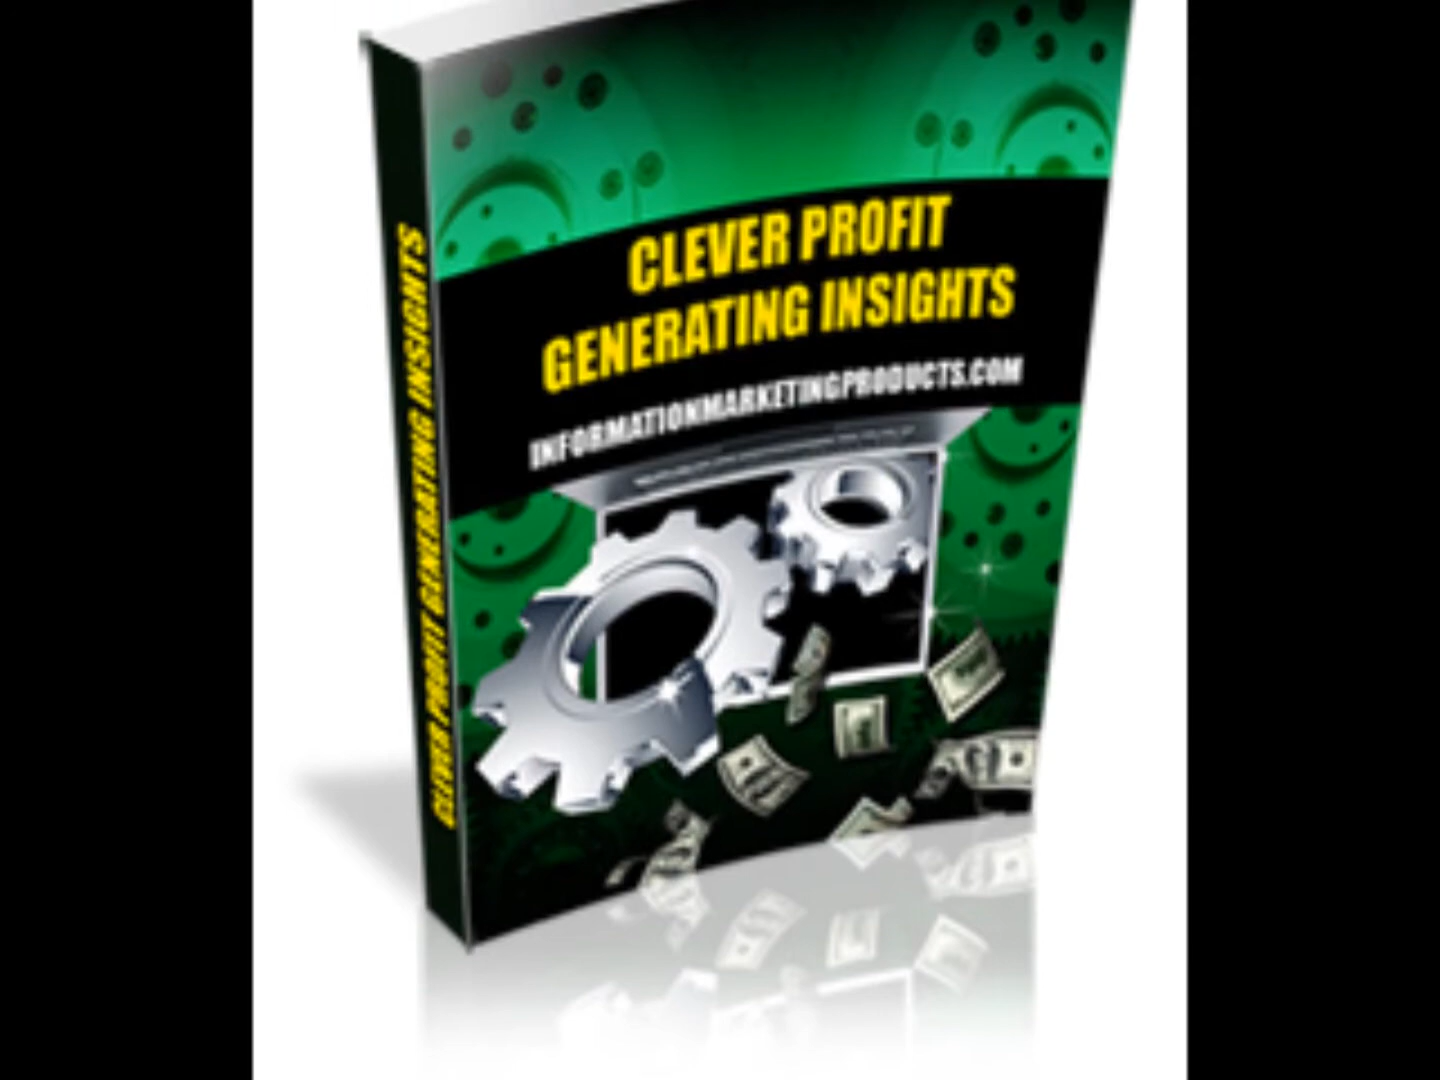 CLEVER PROFIT
GENERATING INSIGHTS
INFORMATIONMARKETINGPRODUCTS.COM
CLEVER PROFIT GENERATING INSIGHTS